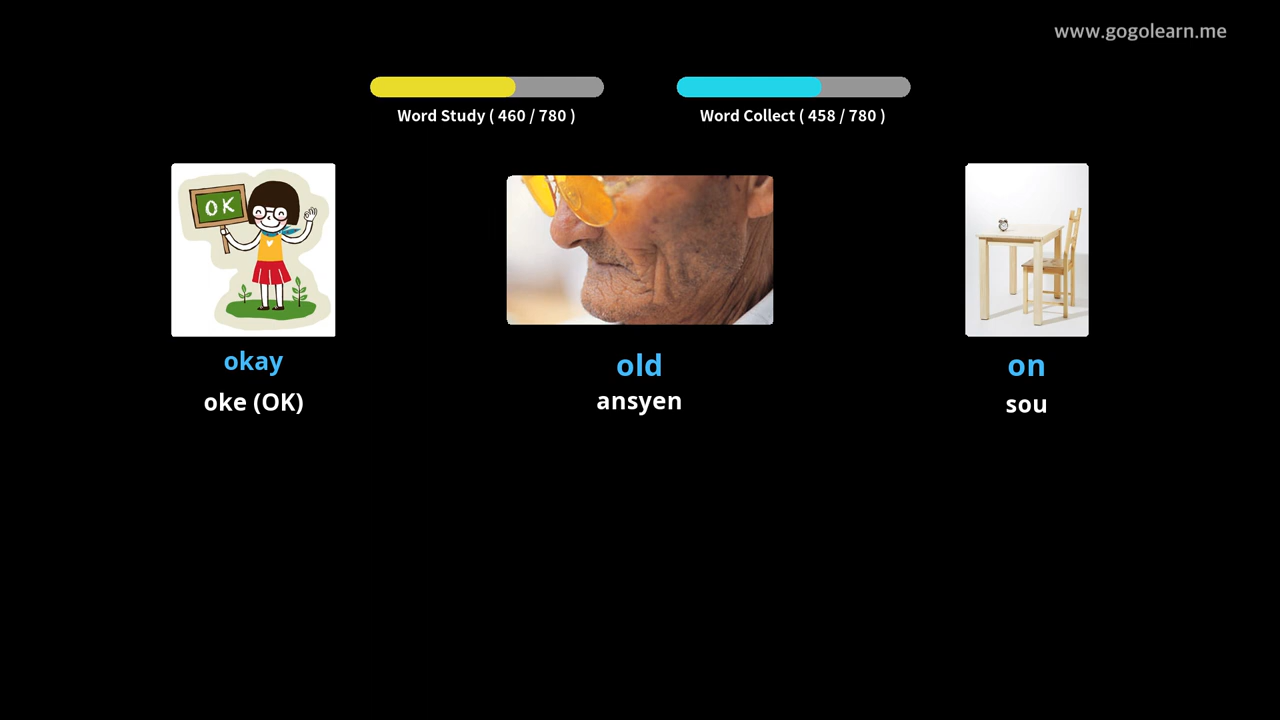 www.gogolearn.me
Word Study ( 460 / 780 )
Word Collect ( 458 / 780 )
OK
okay
oke (OK)
old
ansyen
on
sou